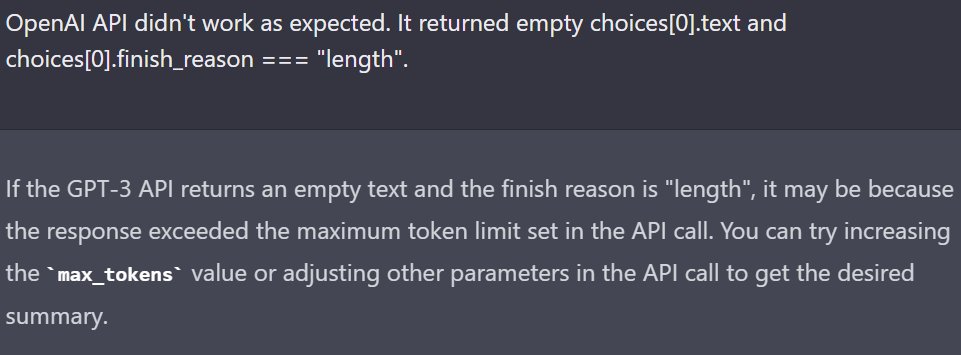 OpenAI API didn't work as expected. It returned empty choices[0].text and
choices[0].finish_reason === "length".
If the GPT-3 API returns an empty text and the finish reason is "length", it may be because
the response exceeded the maximum token limit set in the API call. You can try increasing
the `max_tokens` value or adjusting other parameters in the API call to get the desired
summary.